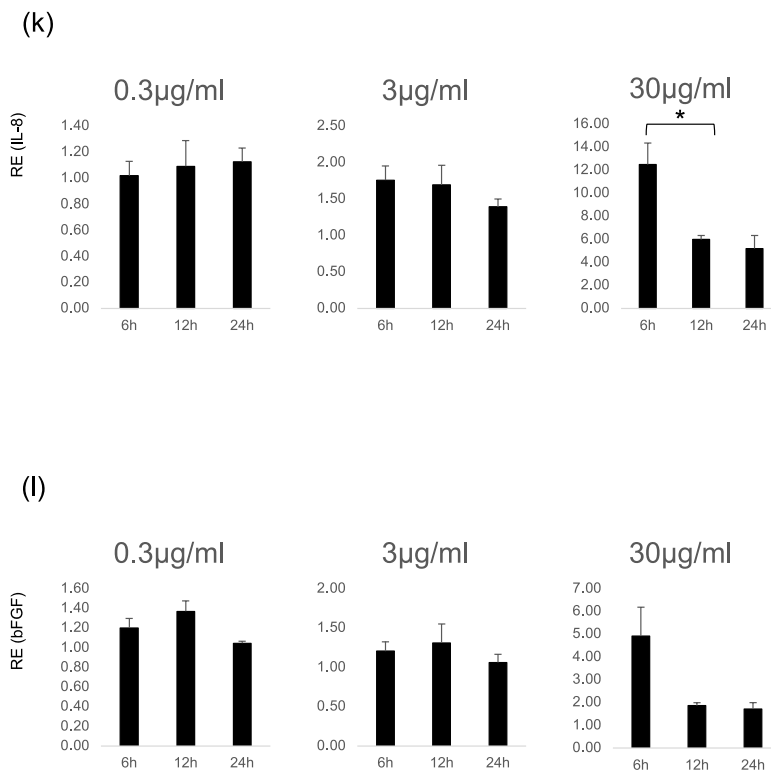 (k)
0.3µg/ml
3µg/ml
30µg/ml
RE (IL-8)
1.40
1.20
1.00
0.80
0.60
0.40
0.20
0.00
6h 12h 24h
2.50
2.00
1.50
1.00
0.50
0.00
6h 12h 24h
*
16.00
14.00
12.00
10.00
8.00
6.00
4.00
2.00
0.00
6h 12h 24h
(l)
0.3µg/ml
3µg/ml
30µg/ml
RE (bFGF)
1.60
1.40
1.20
1.00
0.80
0.60
0.40
0.20
0.00
6h 12h 24h
2.00
1.50
1.00
0.50
0.00
6h 12h 24h
7.00
6.00
5.00
4.00
3.00
2.00
1.00
0.00
6h 12h 24h